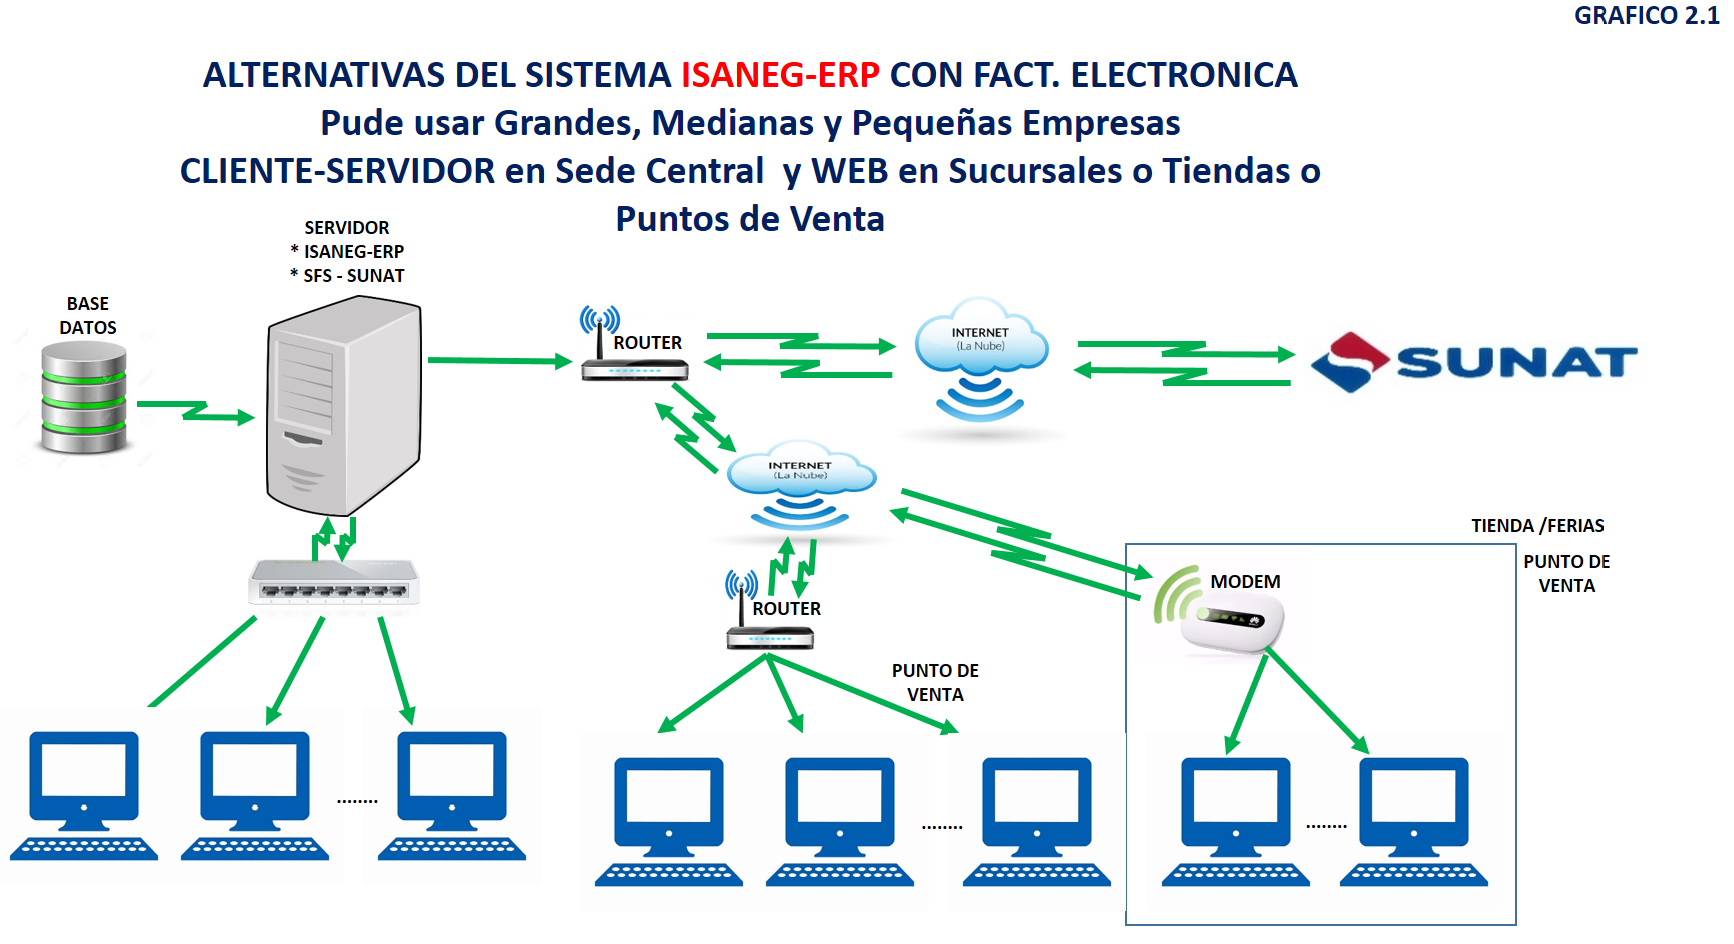 GRAFICO 2.1
ALTERNATIVAS DEL SISTEMA ISANEG-ERP CON FACT. ELECTRONICA
Pude usar Grandes, Medianas y Pequeñas Empresas
CLIENTE-SERVIDOR en Sede Central  y WEB en Sucursales o Tiendas o
Puntos de Venta
SERVIDOR
* ISANEG-ERP
* SFS - SUNAT
BASE
DATOS
ROUTER
INTERNET
(La Nube)
SUNAT
INTERNET
(La Nube)
TIENDA /FERIAS
PUNTO DE
VENTA
MODEM
ROUTER
PUNTO DE
VENTA
........
........
........